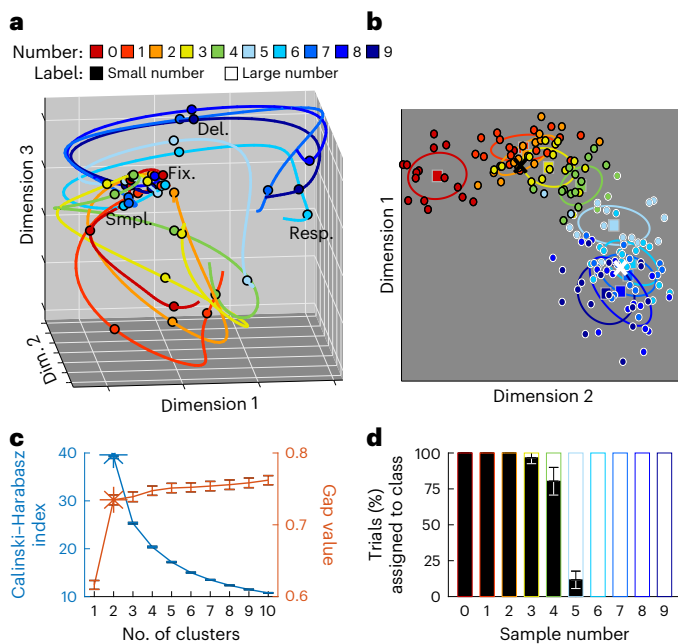 a
Number: 0 1 2 3 4 5 6 7 8 9
Label: Small number Large number
Dimension 3
Dim. 2
Dimension 1
Del.
Fix.
Smpl.
Resp.
b
Dimension 1
Dimension 2
c
Calinski–Harabasz
index
40
30
20
10
0.8
0.7
0.6
Gap value
1 2 3 4 5 6 7 8 9 10
No. of clusters
d
Trials (%)
assigned to class
100
75
25
0
0 1 2 3 4 5 6 7 8 9
Sample number